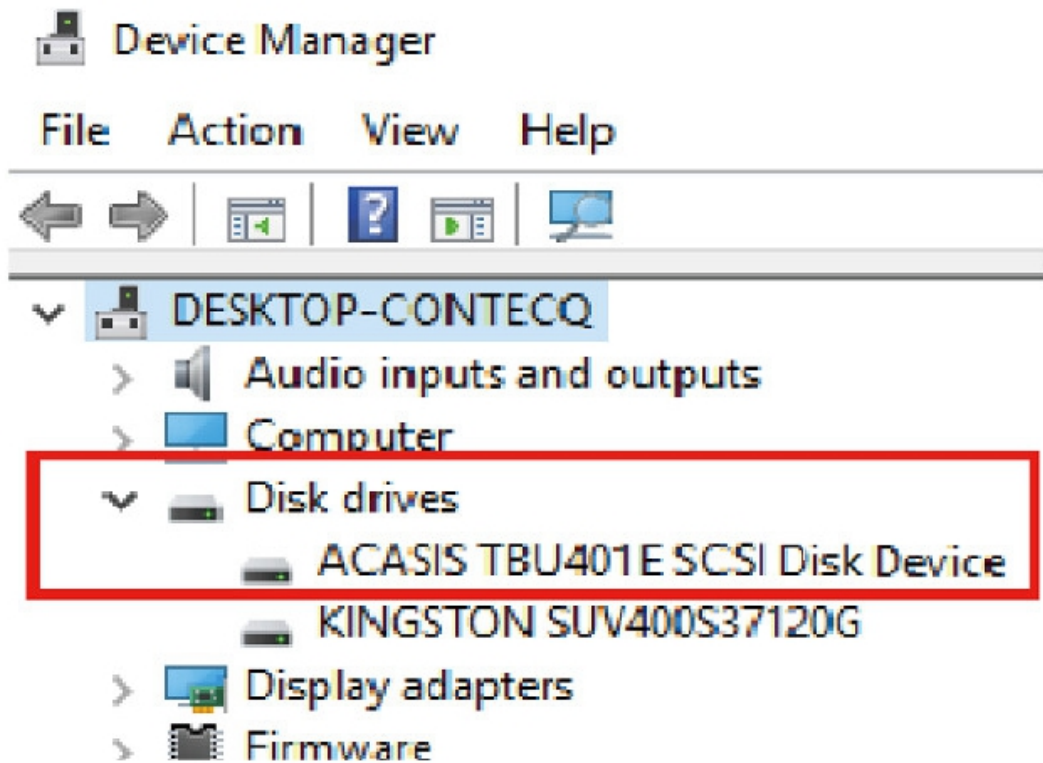 Device Manager
File Action View Help
DESKTOP-CONTECQ
Audio inputs and outputs
Computer
Disk drives
ACASIS TBU401E SCSI Disk Device
KINGSTON SUV400S37120G
Display adapters
Firmware